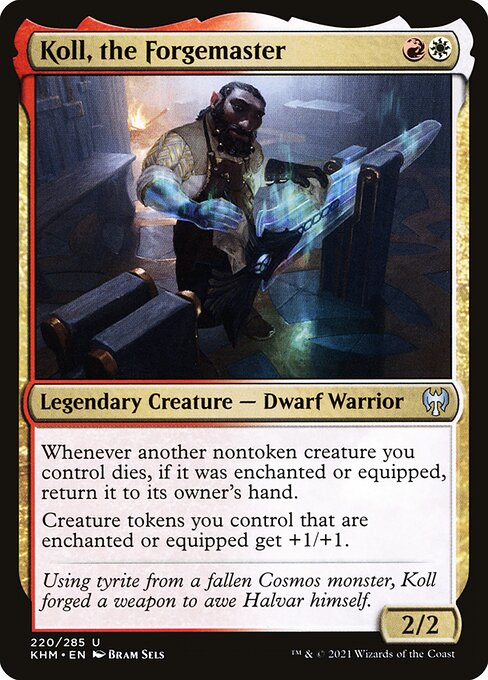 Koll, the Forgemaster
Legendary Creature — Dwarf Warrior
Whenever another nontoken creature you
control dies, if it was enchanted or equipped,
return it to its owner's hand.
Creature tokens you control that are
enchanted or equipped get +1/+1.
Using tyrite from a fallen Cosmos monster, Koll
forged a weapon to awe Halvar himself.
2/2
220/285 U
KHM • EN Bram Sels
™ & © 2021 Wizards of the Coast